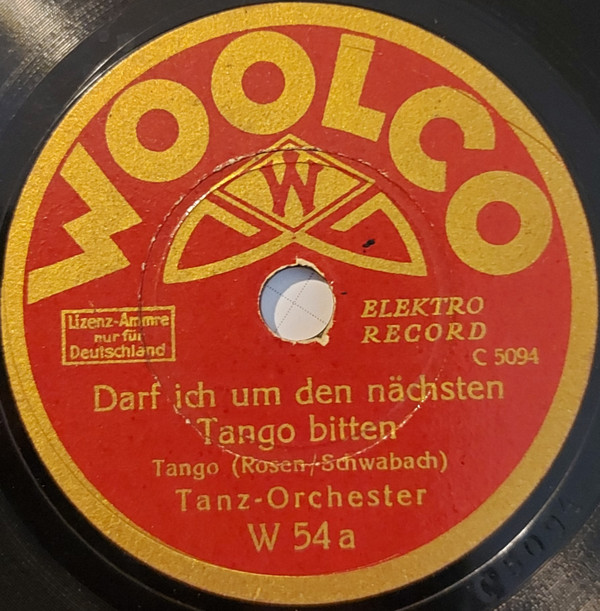 WOOLCO
W
Lizenz-Ammre
nur für
Deutschland
ELEKTRO
RECORD
C 5094
Darf ich um den nächsten
Tango bitten
Tango (Rosen/Schwabach)
Tanz-Orchester
W 54 a
C5094